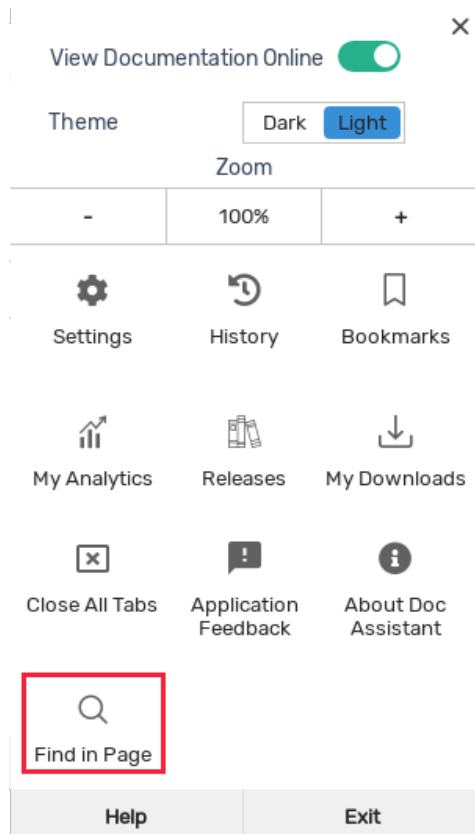 View Documentation Online
Theme Dark Light
Zoom
- 100% +
Settings History Bookmarks
My Analytics Releases My Downloads
Close All Tabs Application Feedback About Doc Assistant
Find in Page
Help Exit